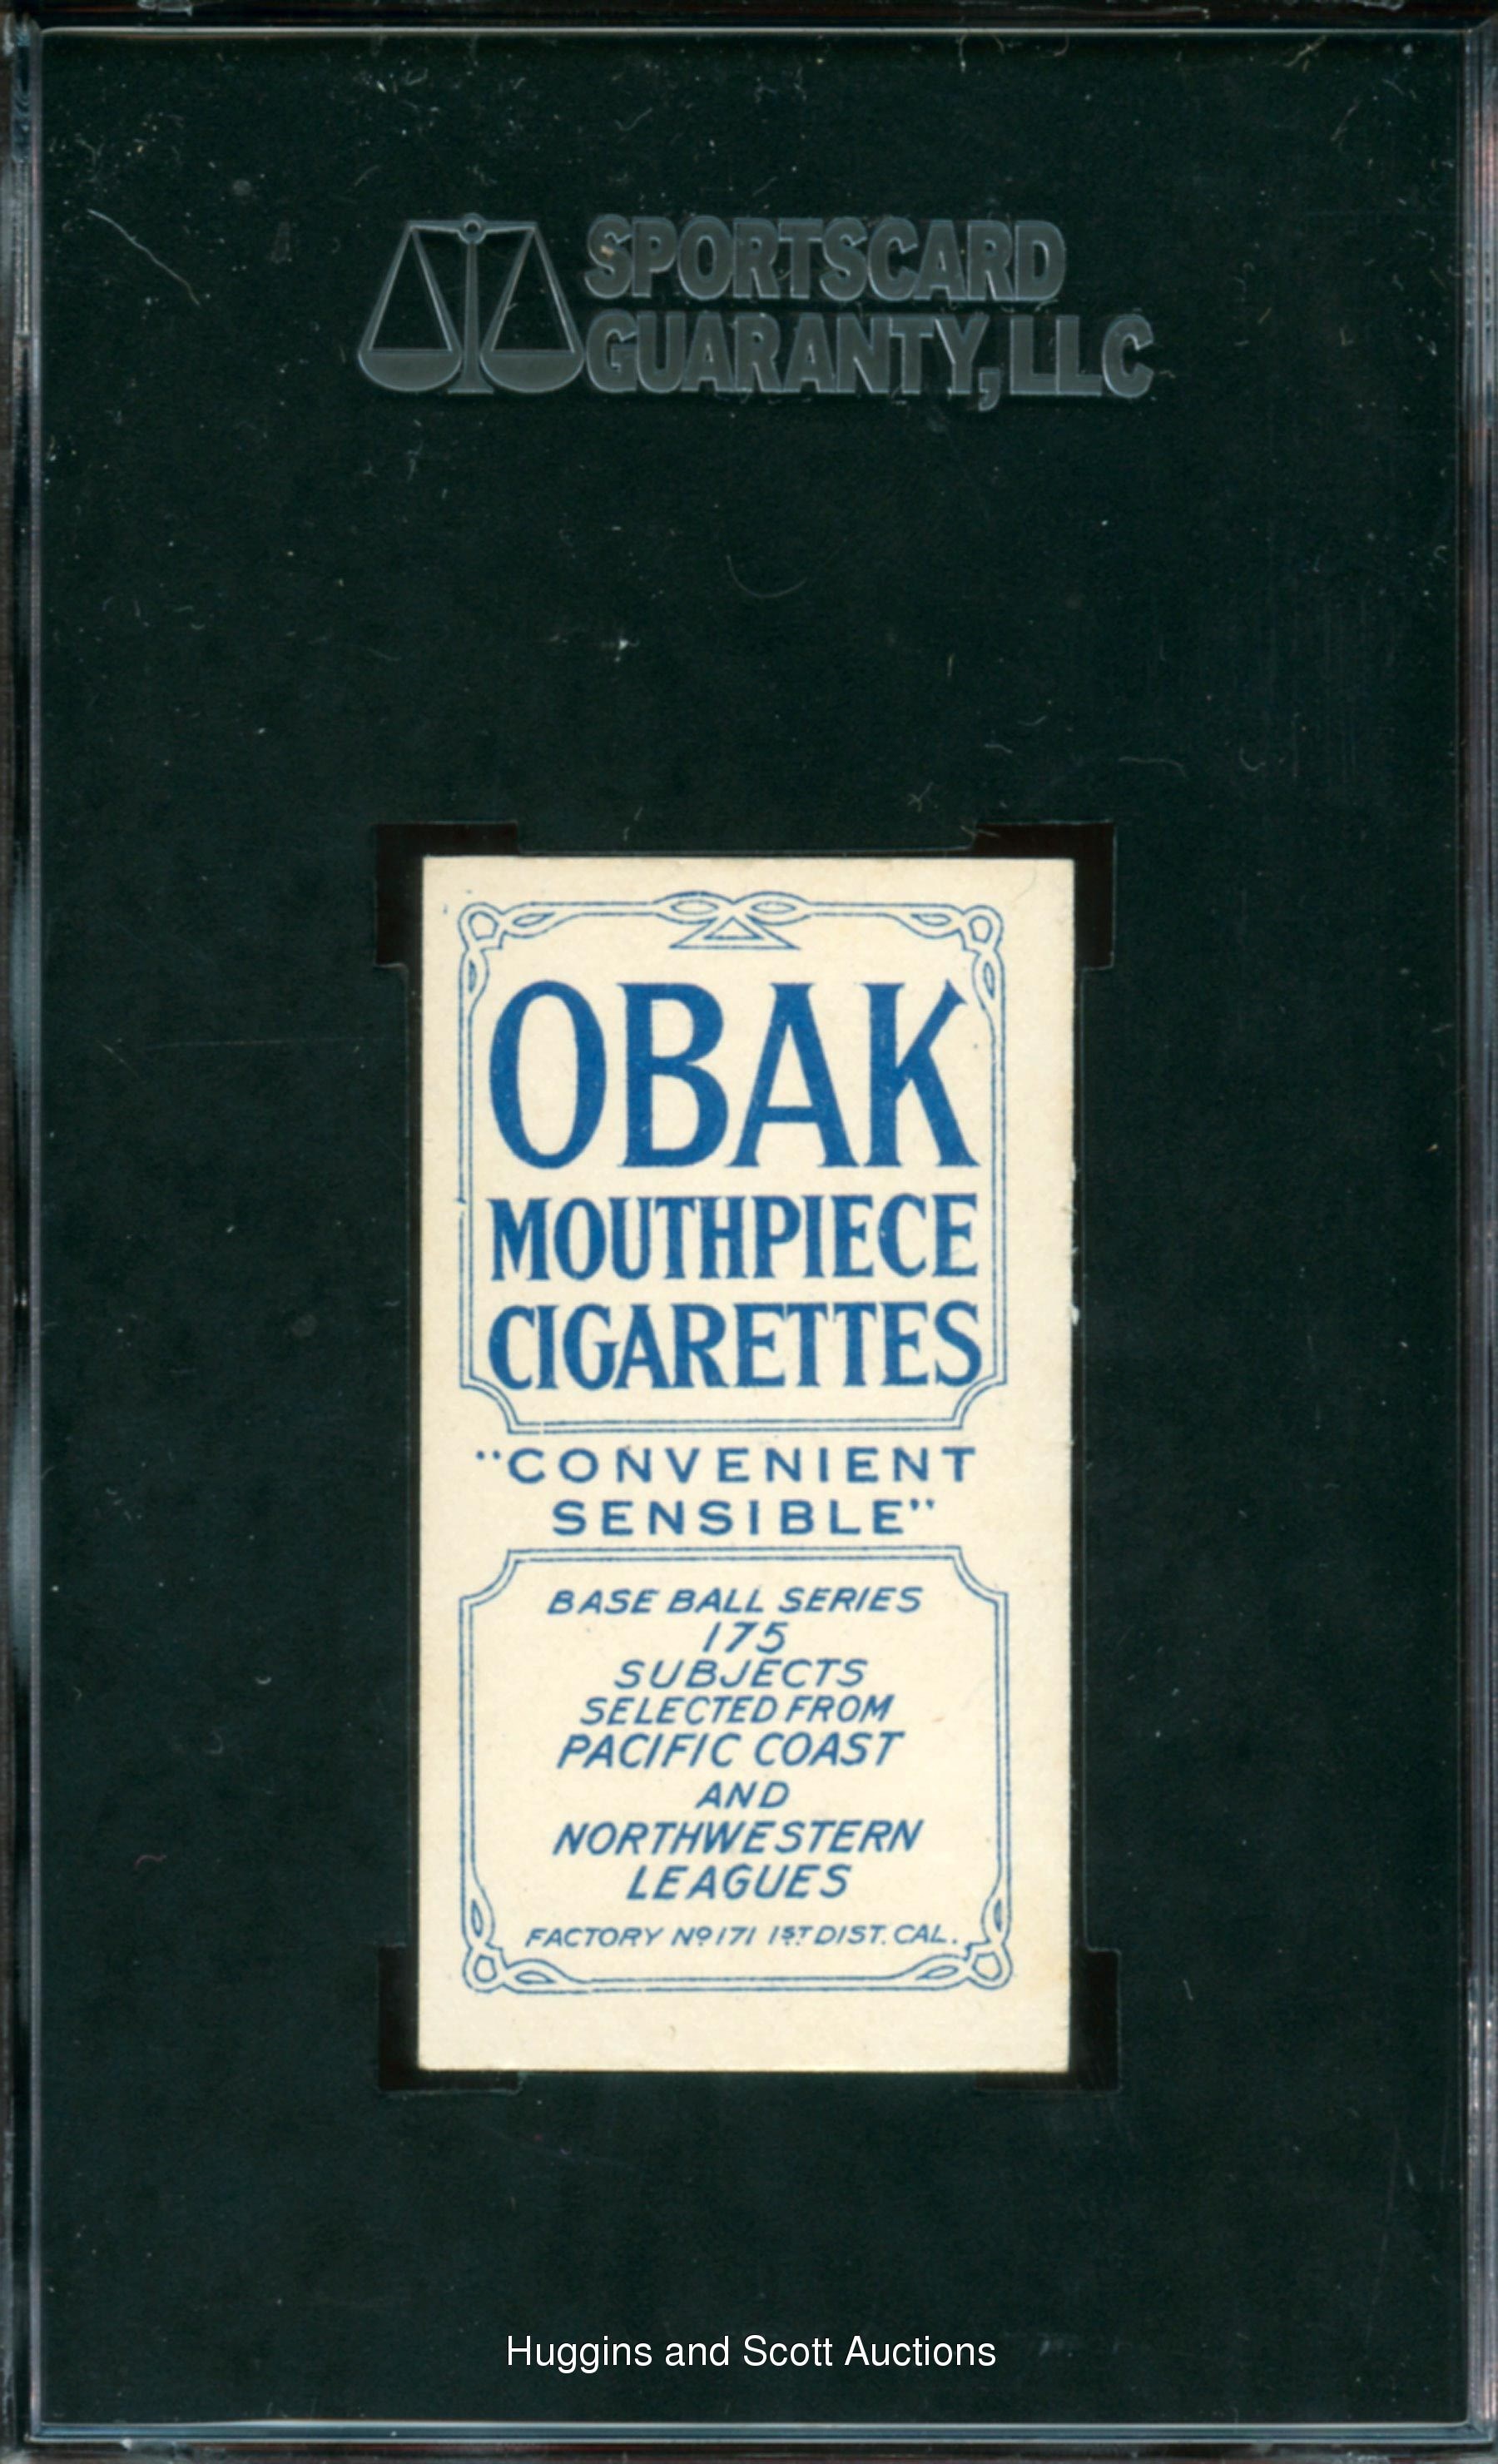 SPORTSCARD
GUARANTY, LLC
OBAK
MOUTHPIECE
CIGARETTES
"CONVENIENT
SENSIBLE"
BASE BALL SERIES
175
SUBJECTS
SELECTED FROM
PACIFIC COAST
AND
NORTHWESTERN
LEAGUES
FACTORY Nº 171 1ST DIST. CAL.
Huggins and Scott Auctions